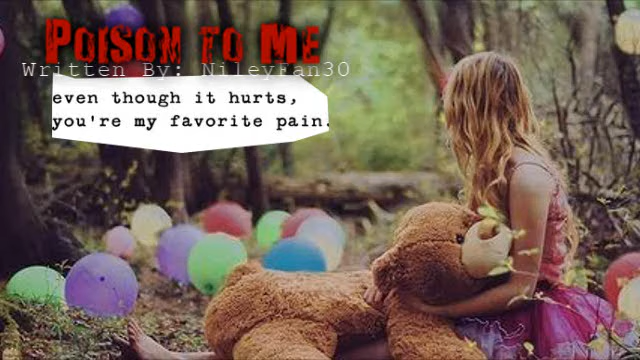 Poison to Me
Written By: NileyFan30
even though it hurts,
you're my favorite pain.